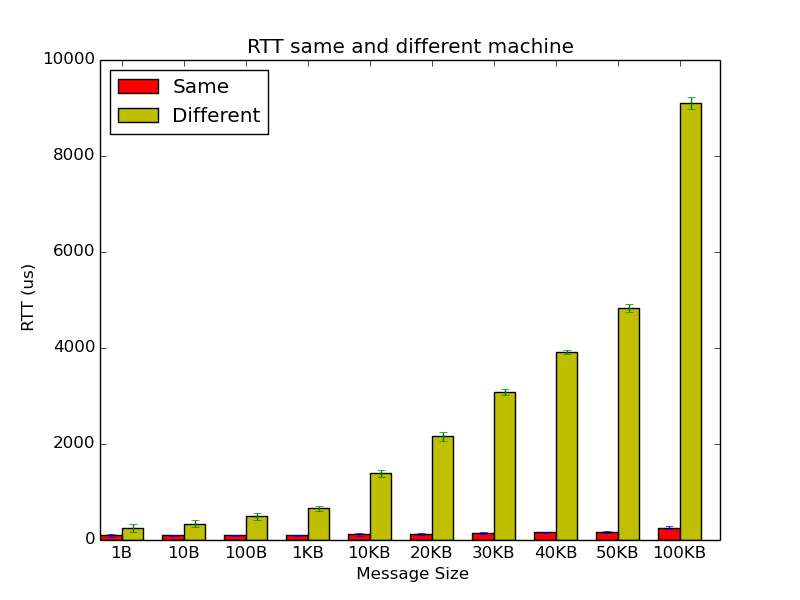 RTT same and different machine
10000
8000
6000
4000
2000
0
RTT (us)
Same
Different
1B 10B 100B 1KB 10KB 20KB 30KB 40KB 50KB 100KB
Message Size